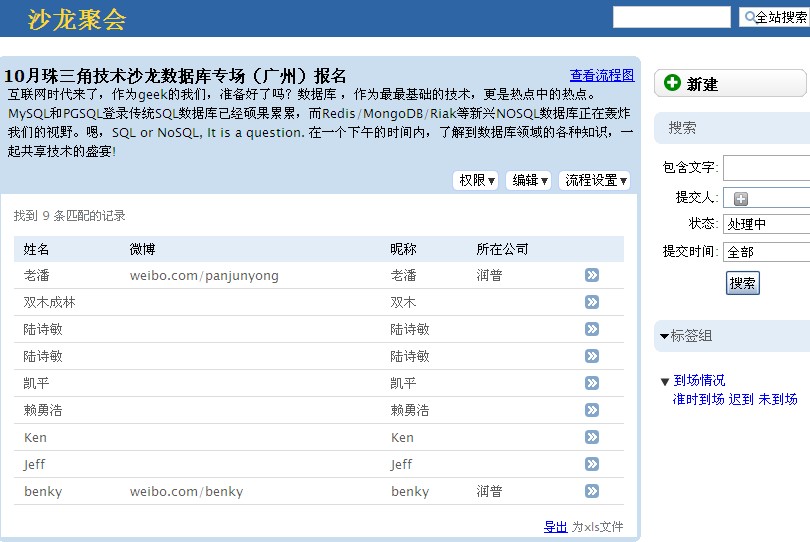 沙龙聚会
全站搜索
10月珠三角技术沙龙数据库专场（广州）报名
查看流程图
互联网时代来了，作为geek的我们，准备好了吗？数据库 ，作为最最基础的技术，更是热点中的热点。
MySQL和PGSQL登录传统SQL数据库已经硕果累累，而Redis/MongoDB/Riak等新兴NOSQL数据库正在轰炸
我们的视野。嗯，SQL or NoSQL, It is a question. 在一个下午的时间内，了解到数据库领域的各种知识，一
起共享技术的盛宴!
权限▼ 编辑▼ 流程设置▼
找到 9 条匹配的记录
姓名 微博 昵称 所在公司
老潘 weibo.com/panjunyong 老潘 润普
双木成林 双木
陆诗敏 陆诗敏
陆诗敏 陆诗敏
凯平 凯平
赖勇浩 赖勇浩
Ken Ken
Jeff Jeff
benky weibo.com/benky benky 润普
导出 为xls文件
新建
搜索
包含文字:
提交人:
状态: 处理中
提交时间: 全部
搜索
标签组
到场情况
准时到场 迟到 未到场